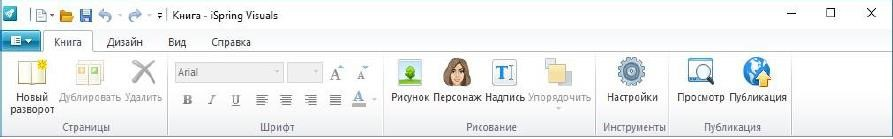 Книга - iSpring Visuals
Книга Дизайн Вид Справка
Новый разворот Дублировать Удалить
Arial
A A
B I U S A
Рисунок Персонаж Надпись Упорядочить
Настройки
Просмотр Публикация
Страницы Шрифт Рисование Инструменты Публикация